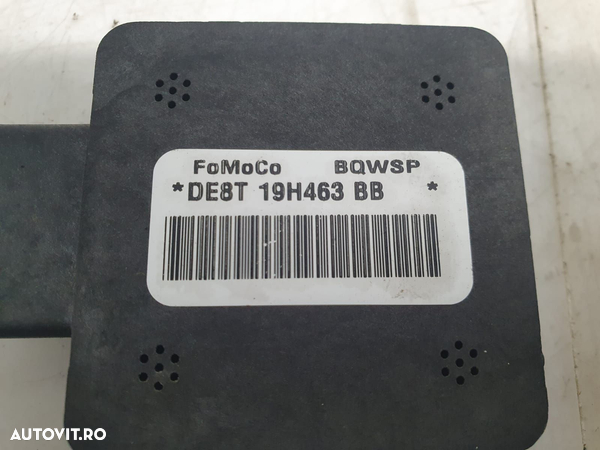 FoMoCo BQWSP
*DE8T 19H463 BB *
AUTOVIT.RO